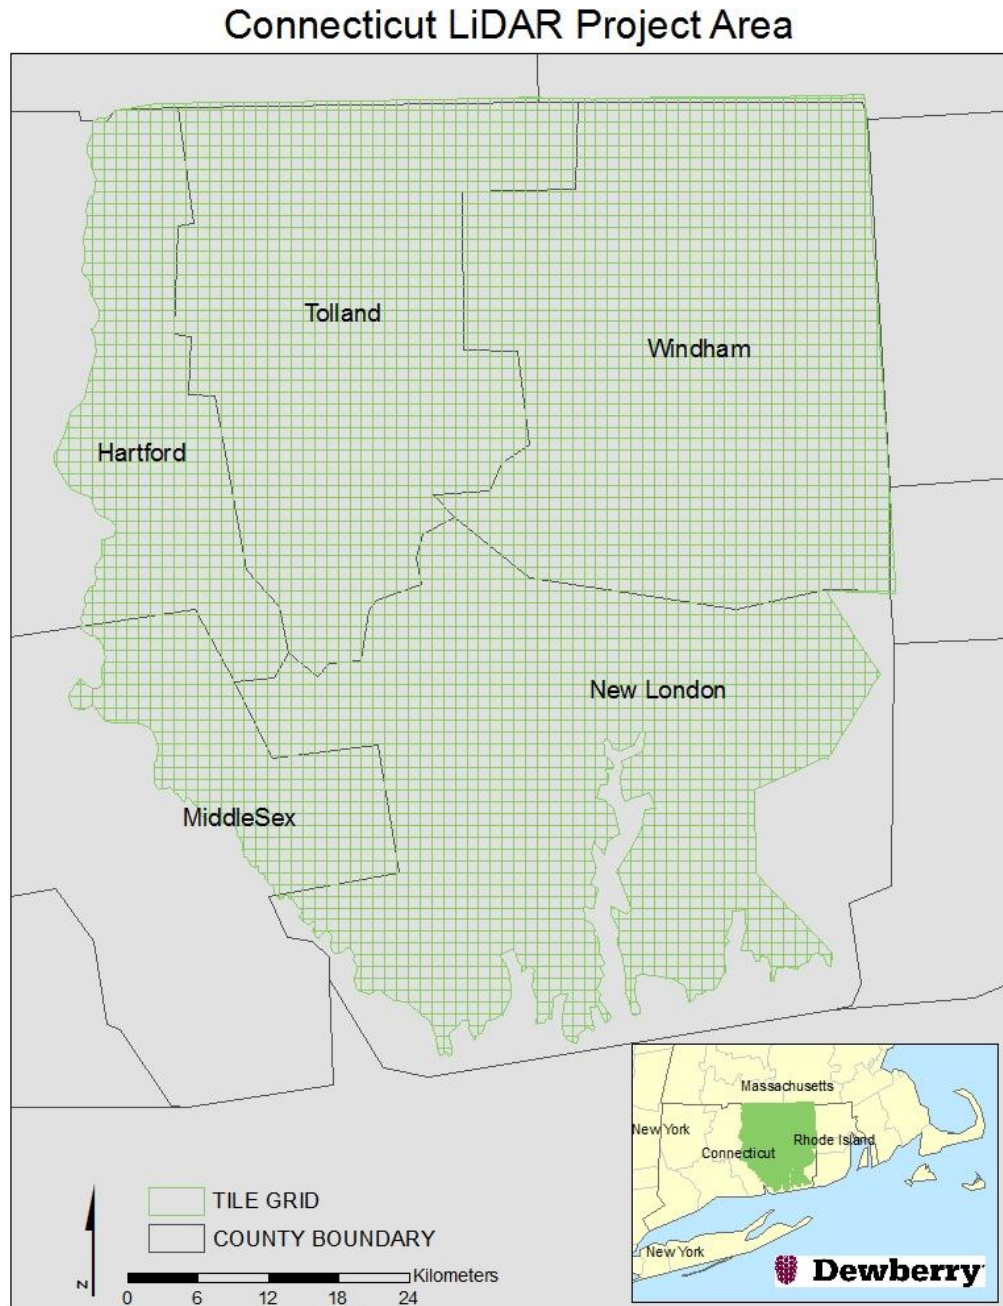 Connecticut LiDAR Project Area
Tolland
Windham
Hartford
New London
MiddleSex
Massachusetts
New York
Rhode Island
Connecticut
New York
Dewberry
TILE GRID
COUNTY BOUNDARY
N
Kilometers
0 6 12 18 24